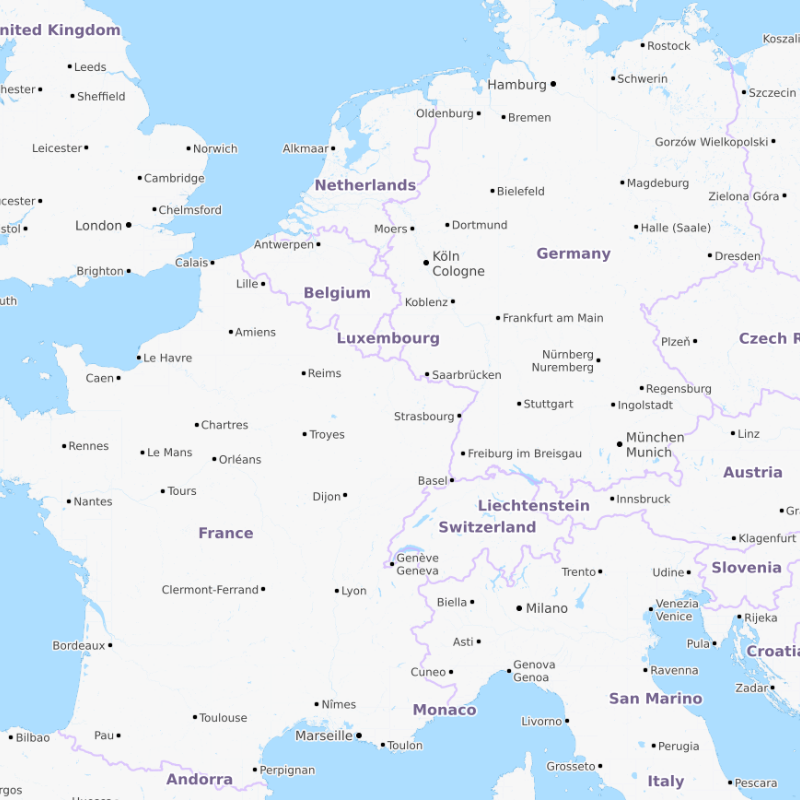 nited Kingdom
Leeds
hester
Sheffield
Leicester
Norwich
Cambridge
cester
Chelmsford
stol
London
Brighton
outh
Rostock
Koszali
Hamburg
Schwerin
Szczecin
Oldenburg
Bremen
Alkmaar
Gorzów Wielkopolski
Netherlands
Bielefeld
Magdeburg
Zielona Góra
Moers
Dortmund
Halle (Saale)
Antwerpen
Germany
Dresden
Calais
Köln
Cologne
Lille
Belgium
Koblenz
Frankfurt am Main
Amiens
Luxembourg
Plzeň
Czech R
Le Havre
Nürnberg
Nuremberg
Caen
Reims
Saarbrücken
Regensburg
Stuttgart
Ingolstadt
Strasbourg
Chartres
Troyes
Linz
Rennes
Le Mans
Orléans
Freiburg im Breisgau
München
Munich
Austria
Basel
Nantes
Tours
Dijon
Liechtenstein
Innsbruck
Gra
Switzerland
France
Klagenfurt
Genève
Geneva
Trento
Udine
Slovenia
Clermont-Ferrand
Lyon
Biella
Milano
Venezia
Venice
Rijeka
Bordeaux
Asti
Pula
Croatia
Cuneo
Genova
Genoa
Ravenna
Zadar
San Marino
Nîmes
Monaco
Toulouse
Livorno
Bilbao
Pau
Marseille
Toulon
Perugia
Perpignan
Grosseto
Andorra
Italy
Pescara
rgos